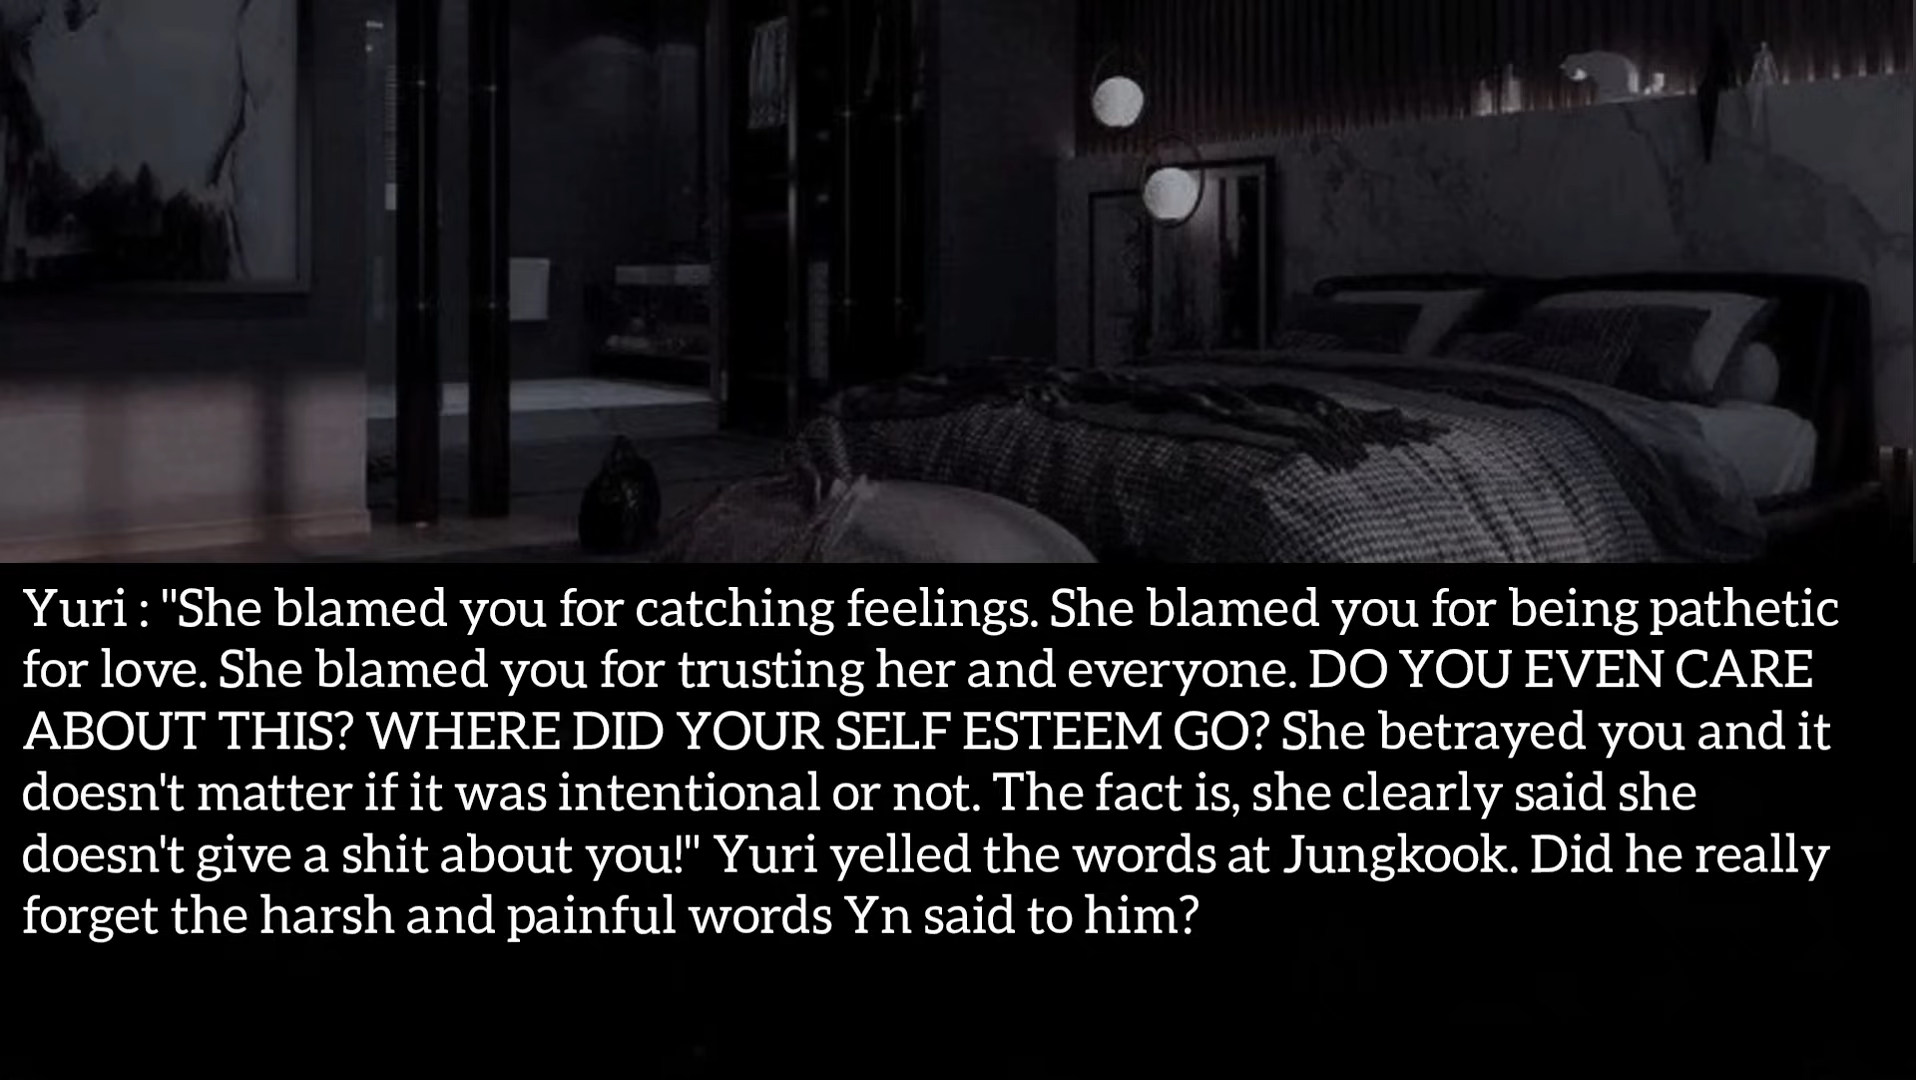 Yuri : "She blamed you for catching feelings. She blamed you for being pathetic
for love. She blamed you for trusting her and everyone. DO YOU EVEN CARE
ABOUT THIS? WHERE DID YOUR SELF ESTEEM GO? She betrayed you and it
doesn't matter if it was intentional or not. The fact is, she clearly said she
doesn't give a shit about you!" Yuri yelled the words at Jungkook. Did he really
forget the harsh and painful words Yn said to him?